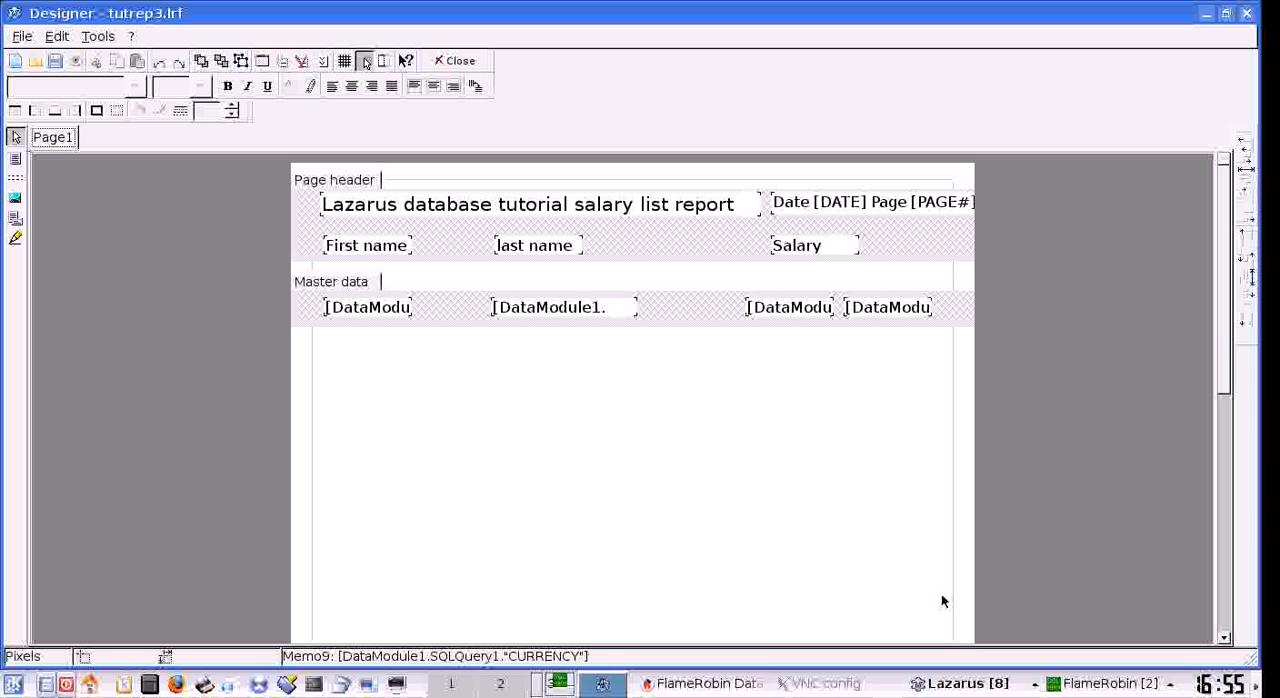 Designer - tutrep3.lrf
File Edit Tools ?
Close
B I U
Page1
Page header
Lazarus database tutorial salary list report
Date [DATE] Page [PAGE#]
First name last name Salary
Master data
[DataModu [DataModule1. [DataModu [DataModu
Pixels Memo9: [DataModule1.SQLQuery1."CURRENCY"]
1 2 FlameRobin Dat VNC config Lazarus [8] FlameRobin [2] 16:55